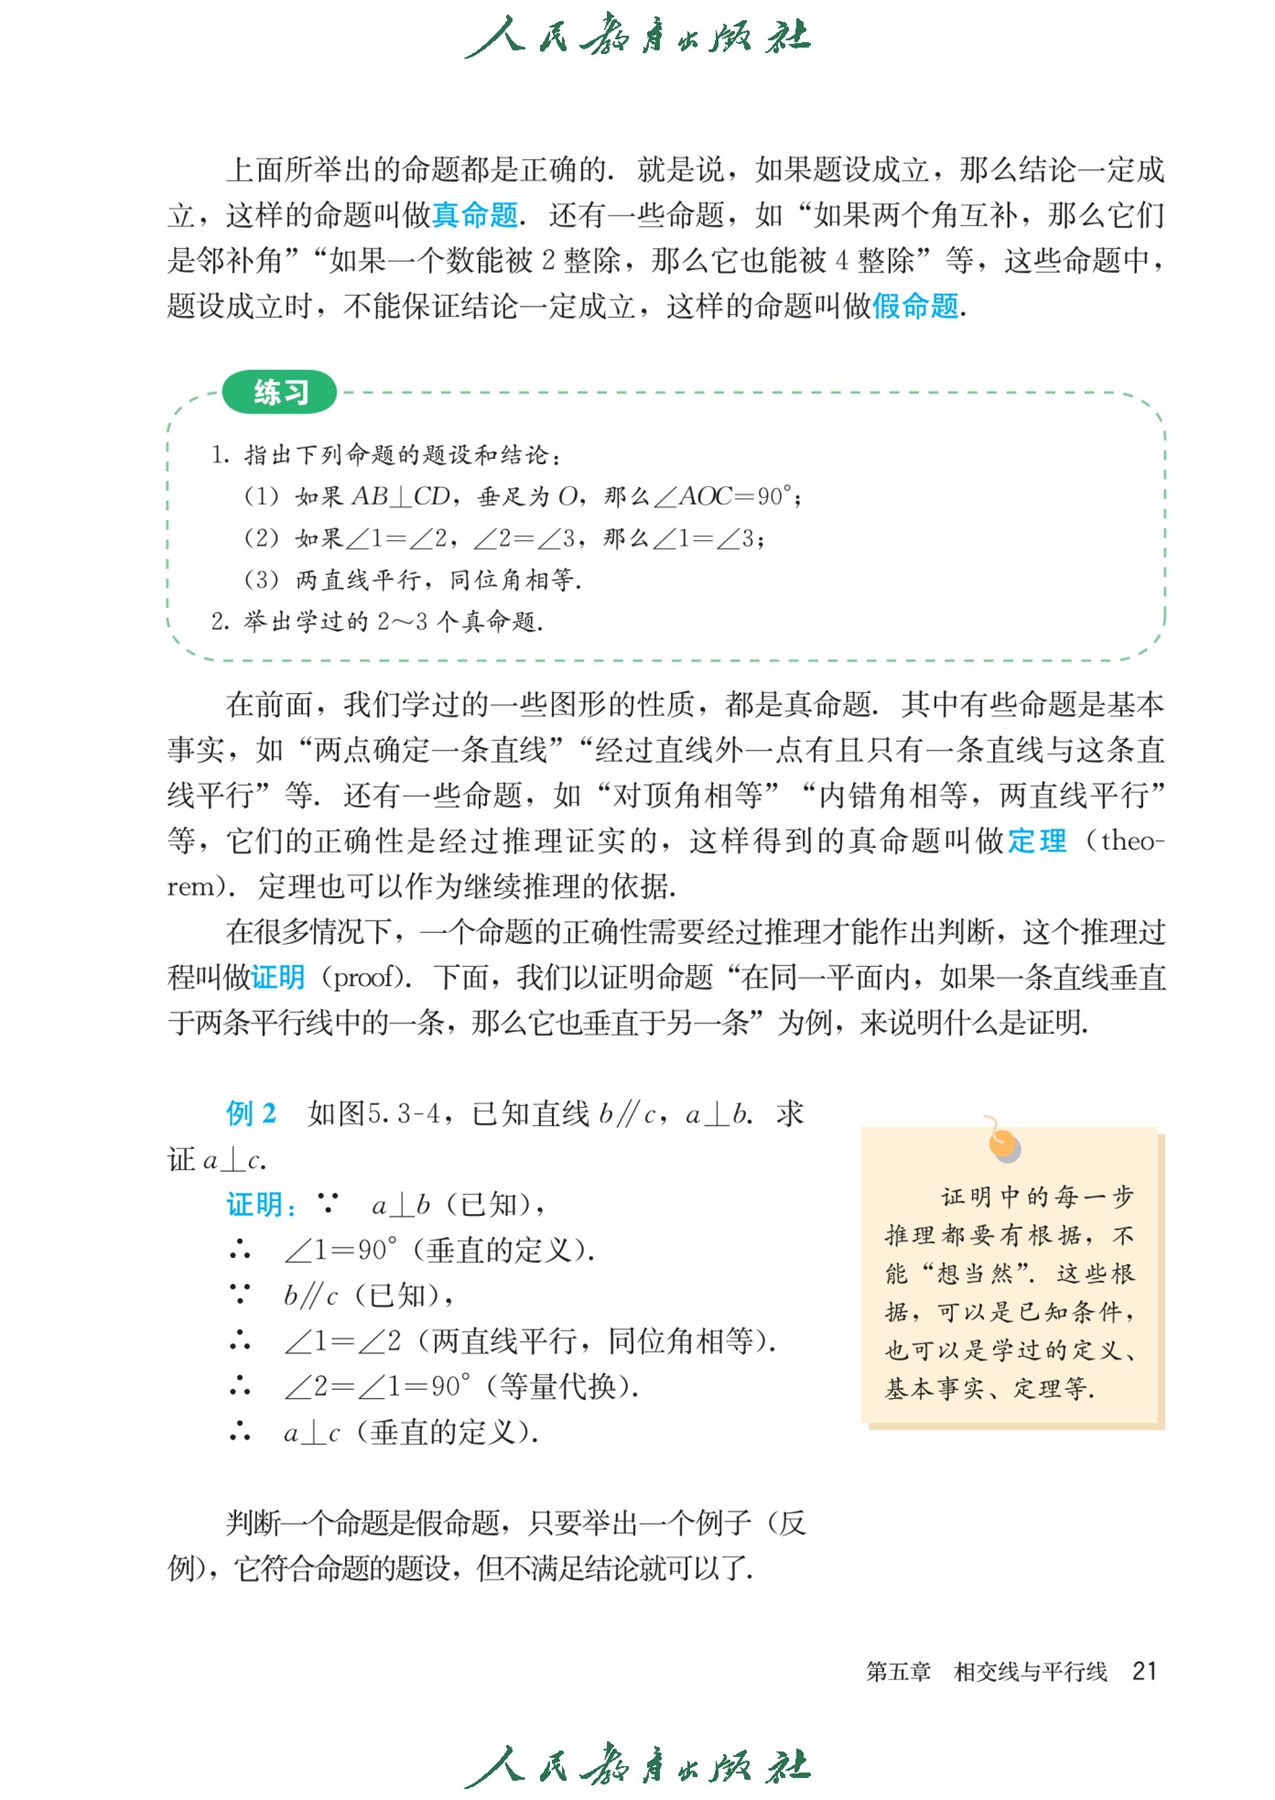 人民教育出版社
上面所举出的命题都是正确的．就是说，如果题设成立，那么结论一定成
立，这样的命题叫做真命题．还有一些命题，如“如果两个角互补，那么它们
是邻补角”“如果一个数能被 2 整除，那么它也能被 4 整除”等，这些命题中，
题设成立时，不能保证结论一定成立，这样的命题叫做假命题．
练习
1. 指出下列命题的题设和结论：
（1）如果 AB⊥CD，垂足为 O，那么∠AOC=90°；
（2）如果∠1=∠2，∠2=∠3，那么∠1=∠3；
（3）两直线平行，同位角相等．
2. 举出学过的 2～3 个真命题．
在前面，我们学过的一些图形的性质，都是真命题．其中有些命题是基本
事实，如“两点确定一条直线”“经过直线外一点有且只有一条直线与这条直
线平行”等．还有一些命题，如“对顶角相等”“内错角相等，两直线平行”
等，它们的正确性是经过推理证实的，这样得到的真命题叫做定理（theo-
rem）．定理也可以作为继续推理的依据．
在很多情况下，一个命题的正确性需要经过推理才能作出判断，这个推理过
程叫做证明（proof）．下面，我们以证明命题“在同一平面内，如果一条直线垂直
于两条平行线中的一条，那么它也垂直于另一条”为例，来说明什么是证明．
例 2　如图5.3-4，已知直线 b∥c，a⊥b．求
证 a⊥c．
证明：∵　a⊥b（已知），
∴　∠1=90°（垂直的定义）．
∵　b∥c（已知），
∴　∠1=∠2（两直线平行，同位角相等）．
∴　∠2=∠1=90°（等量代换）．
∴　a⊥c（垂直的定义）．
证明中的每一步
推理都要有根据，不
能“想当然”．这些根
据，可以是已知条件，
也可以是学过的定义、
基本事实、定理等．
判断一个命题是假命题，只要举出一个例子（反
例），它符合命题的题设，但不满足结论就可以了．
第五章　相交线与平行线　21
人民教育出版社